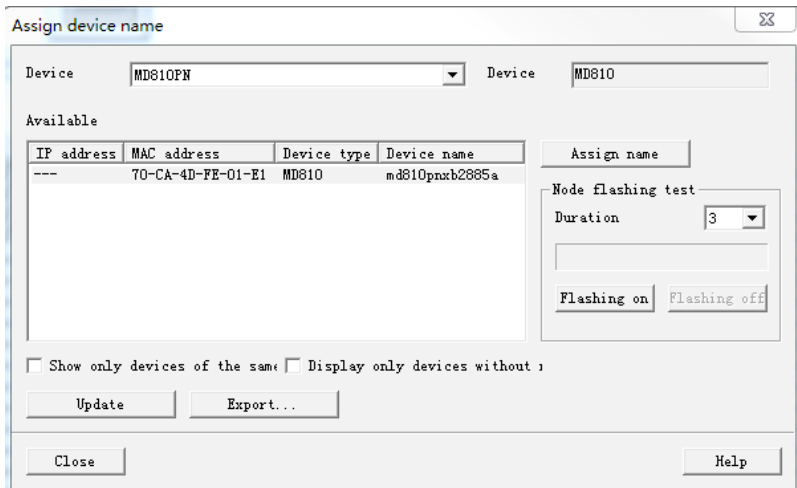 Assign device name
Device MD810PN Device MD810
Available
IP address MAC address Device type Device name
--- 70-CA-4D-FE-01-E1 MD810 md810pnxb2885a
Assign name
Node flashing test
Duration 3
Flashing on Flashing off
Show only devices of the same Display only devices without
Update Export...
Close Help